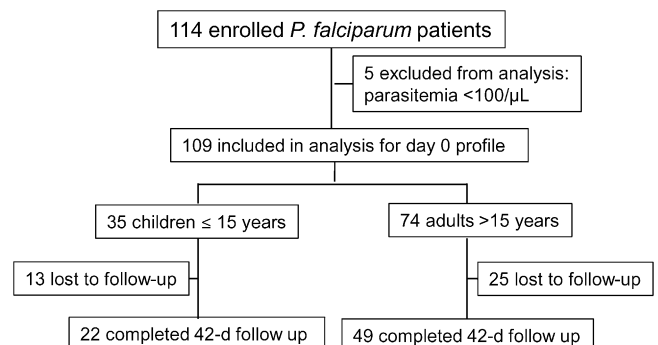 114 enrolled P. falciparum patients
5 excluded from analysis:
parasitemia <100/µL
109 included in analysis for day 0 profile
35 children ≤ 15 years
74 adults >15 years
13 lost to follow-up
25 lost to follow-up
22 completed 42-d follow up
49 completed 42-d follow up